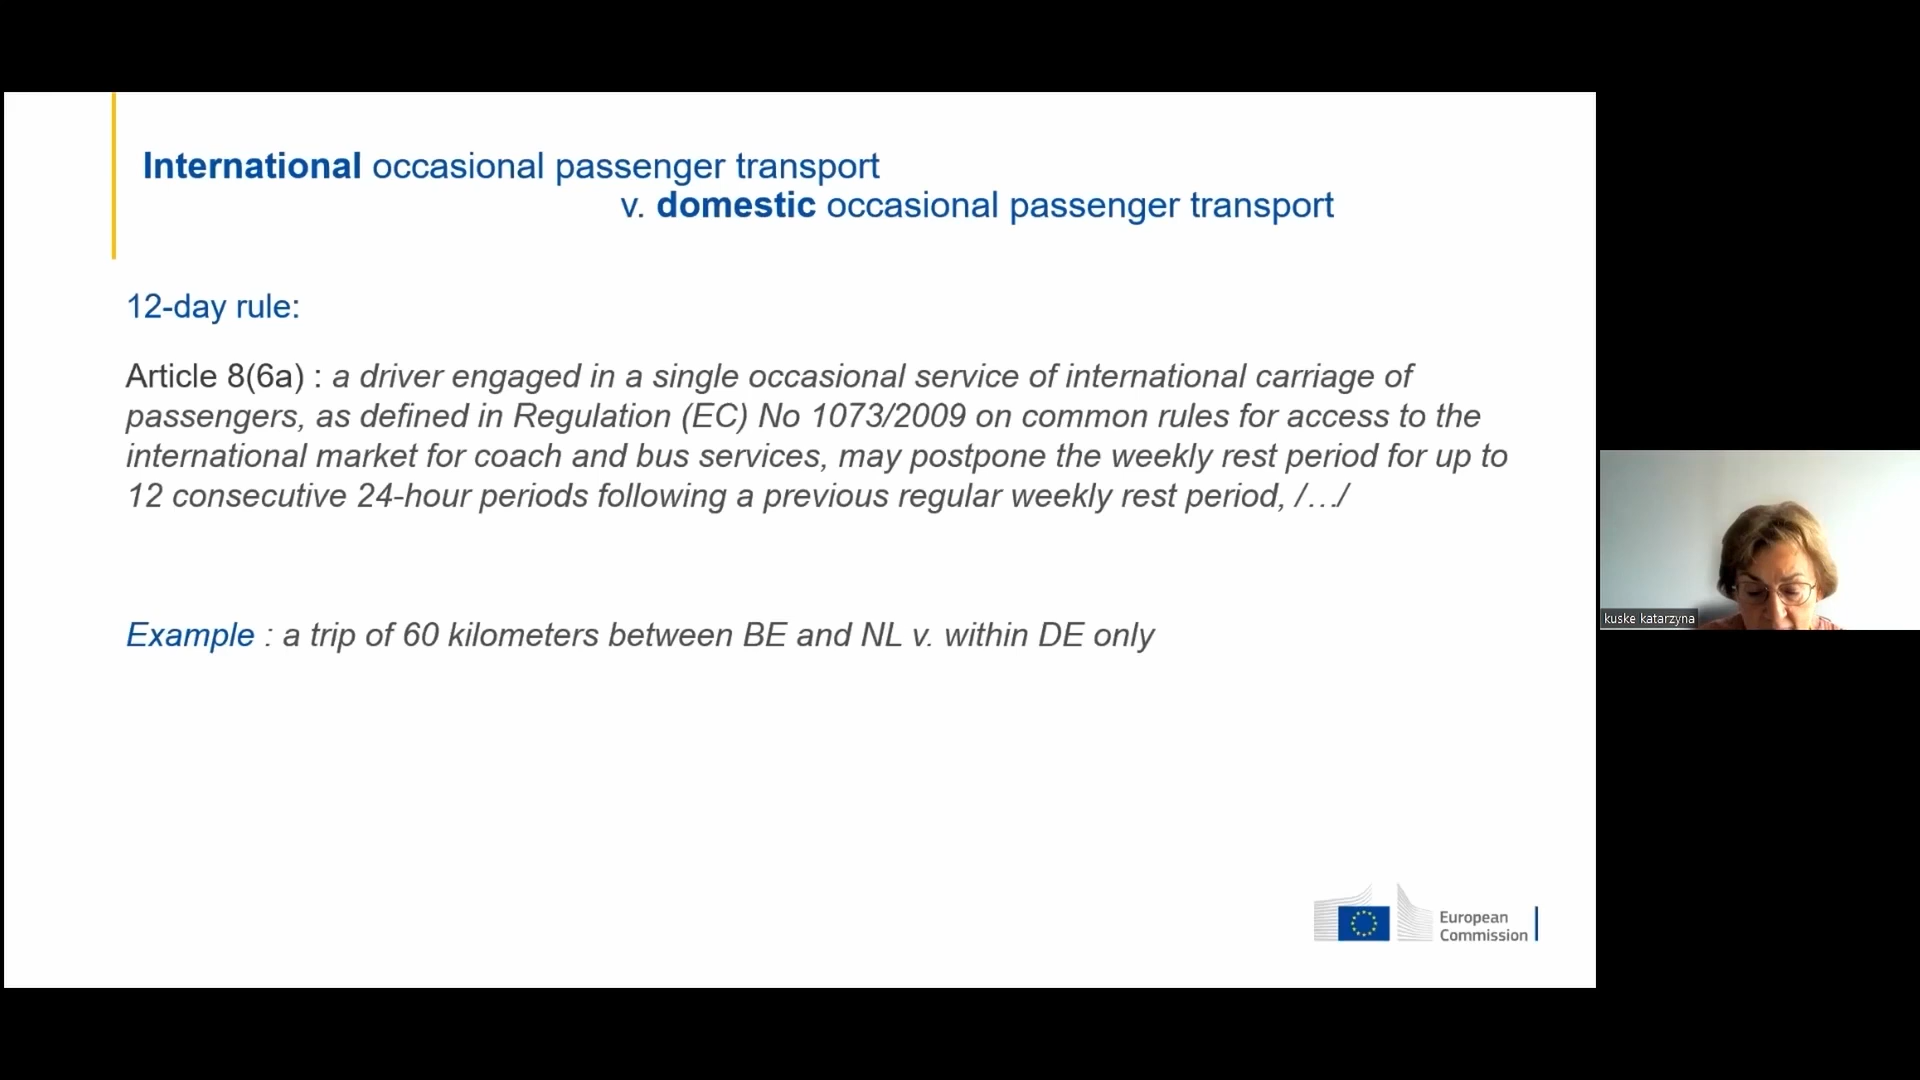 International occasional passenger transport
v. domestic occasional passenger transport
12-day rule:
Article 8(6a) : a driver engaged in a single occasional service of international carriage of
passengers, as defined in Regulation (EC) No 1073/2009 on common rules for access to the
international market for coach and bus services, may postpone the weekly rest period for up to
12 consecutive 24-hour periods following a previous regular weekly rest period, /…/
kuske katarzyna
Example : a trip of 60 kilometers between BE and NL v. within DE only
European
Commission